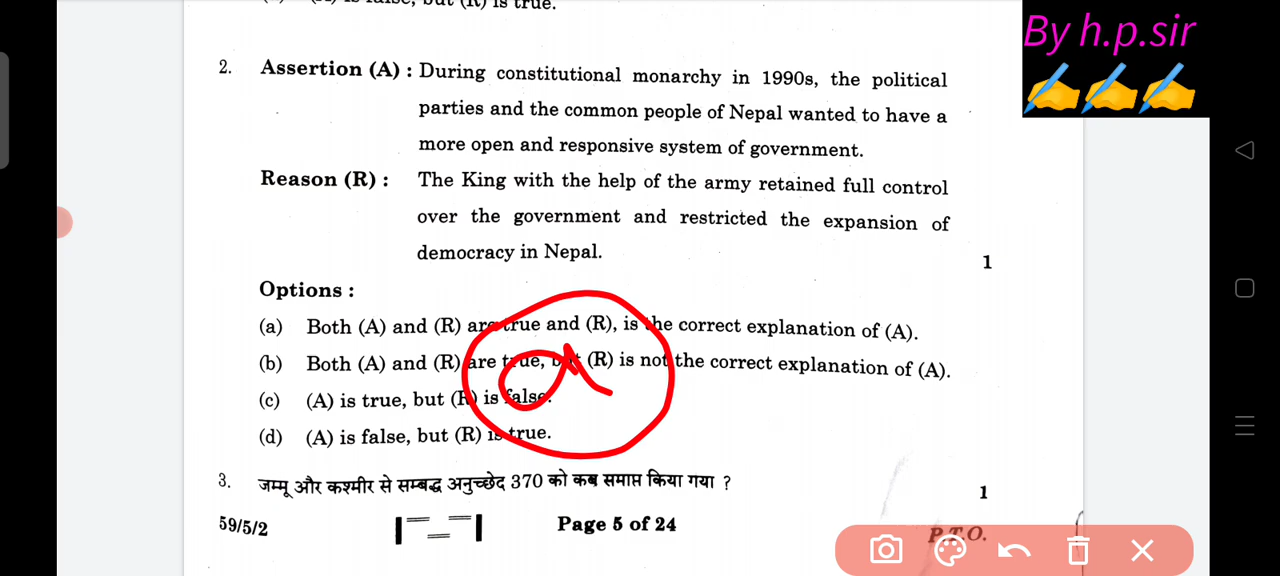 (R) is true.
By h.p.sir
2. Assertion (A) : During constitutional monarchy in 1990s, the political
parties and the common people of Nepal wanted to have a
more open and responsive system of government.
Reason (R) : The King with the help of the army retained full control
over the government and restricted the expansion of
democracy in Nepal.
1
Options :
(a) Both (A) and (R) are true and (R), is the correct explanation of (A).
(b) Both (A) and (R) are true, but (R) is not the correct explanation of (A).
(c) (A) is true, but (R) is false.
(d) (A) is false, but (R) is true.
a
3. जम्मू और कश्मीर से सम्बद्ध अनुच्छेद 370 को कब समाप्त किया गया ?
1
59/5/2 Page 5 of 24 P.T.O.